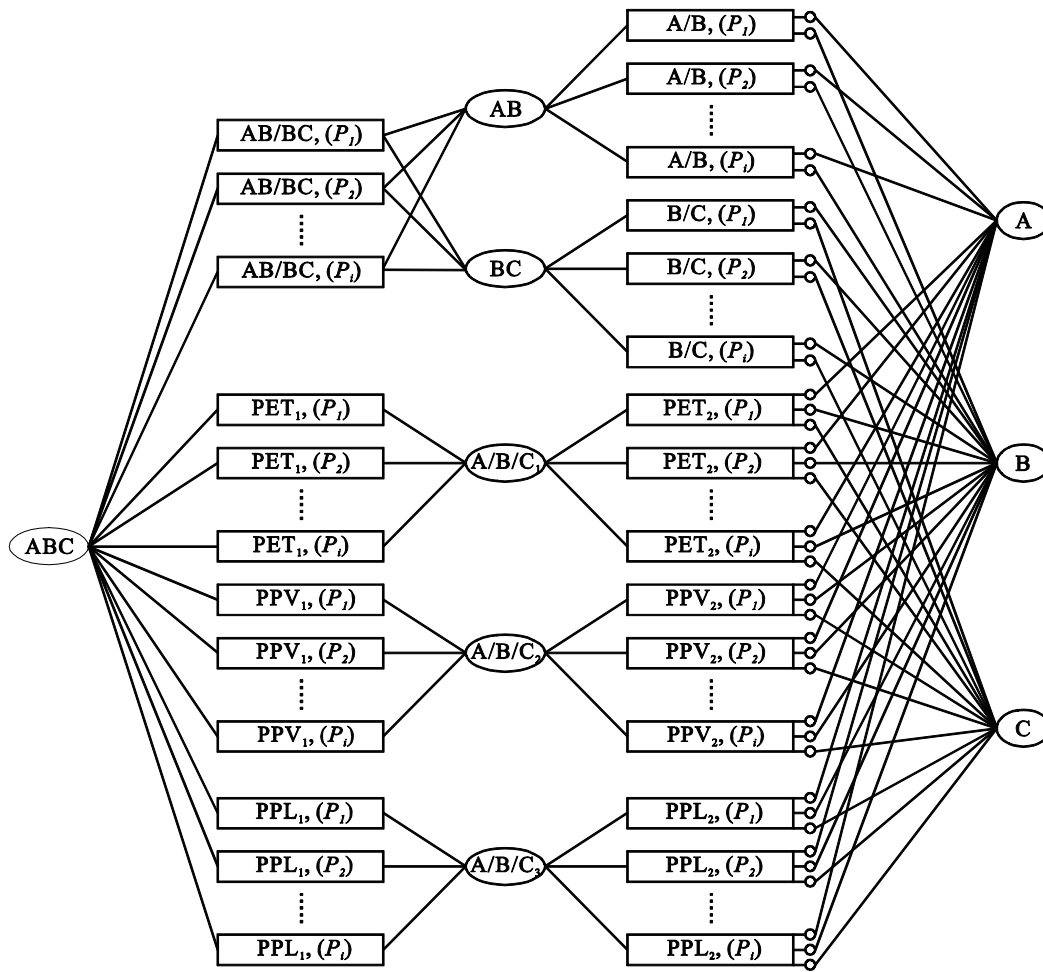 A/B, (P₁)
A/B, (P₂)
AB
AB/BC, (P₁)
A/B, (Pᵢ)
AB/BC, (P₂)
B/C, (P₁)
A
AB/BC, (Pᵢ)
BC
B/C, (P₂)
B/C, (Pᵢ)
PET₁, (P₁)
PET₂, (P₁)
PET₁, (P₂)
A/B/C₁
PET₂, (P₂)
B
ABC
PET₁, (Pᵢ)
PET₂, (Pᵢ)
PPV₁, (P₁)
PPV₂, (P₁)
PPV₁, (P₂)
A/B/C₂
PPV₂, (P₂)
PPV₁, (Pᵢ)
PPV₂, (Pᵢ)
C
PPL₁, (P₁)
PPL₂, (P₁)
PPL₁, (P₂)
A/B/C₃
PPL₂, (P₂)
PPL₁, (Pᵢ)
PPL₂, (Pᵢ)